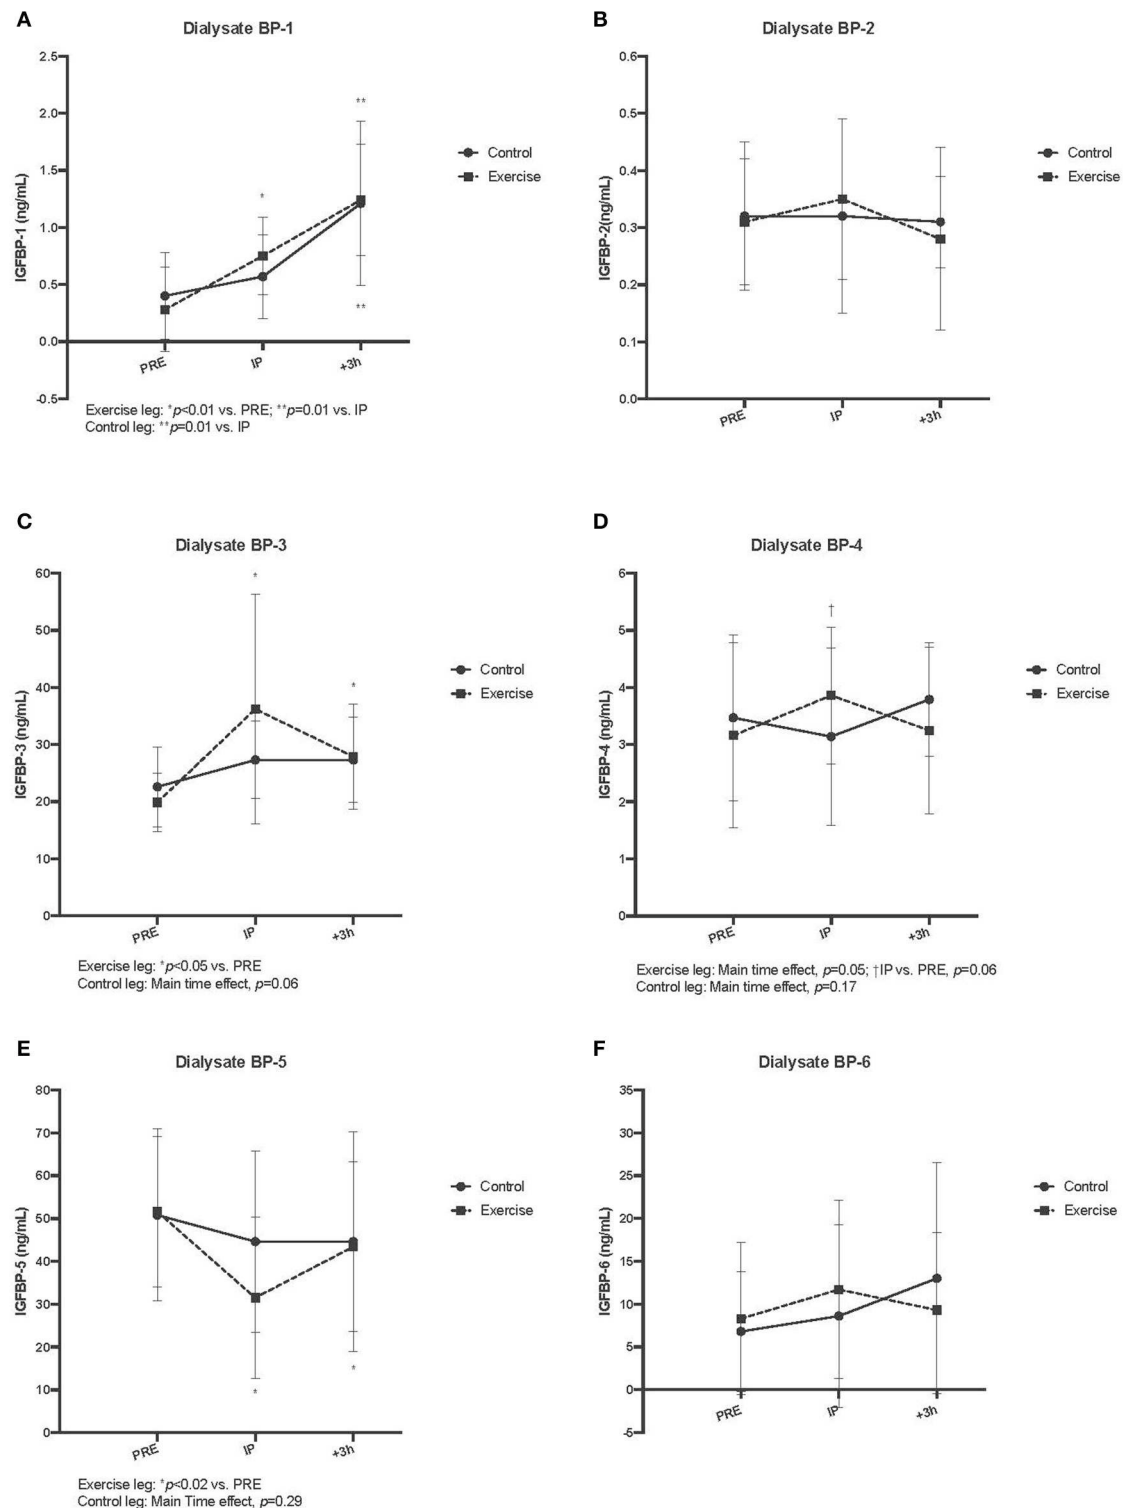 A
Dialysate BP-1
IGFBP-1 (ng/mL)
2.5
2.0
1.5
1.0
0.5
0.0
-0.5
**
*
**
PRE
IP
+3h
Control
Exercise
Exercise leg: *p<0.01 vs. PRE; **p=0.01 vs. IP
Control leg: **p=0.01 vs. IP
B
Dialysate BP-2
IGFBP-2(ng/mL)
0.6
0.5
0.4
0.3
0.2
0.1
0.0
PRE
IP
+3h
Control
Exercise
C
Dialysate BP-3
IGFBP-3 (ng/mL)
60
50
40
30
20
10
0
*
*
PRE
IP
+3h
Control
Exercise
Exercise leg: *p<0.05 vs. PRE
Control leg: Main time effect, p=0.06
D
Dialysate BP-4
IGFBP-4 (ng/mL)
6
5
4
3
2
1
0
†
PRE
IP
+3h
Control
Exercise
Exercise leg: Main time effect, p=0.05; †IP vs. PRE, p=0.06
Control leg: Main time effect, p=0.17
E
Dialysate BP-5
IGFBP-5 (ng/mL)
80
70
60
50
40
30
20
10
0
*
*
PRE
IP
+3h
Control
Exercise
Exercise leg: *p<0.02 vs. PRE
Control leg: Main Time effect, p=0.29
F
Dialysate BP-6
IGFBP-6 (ng/mL)
35
30
25
20
15
10
5
0
-5
PRE
IP
+3h
Control
Exercise